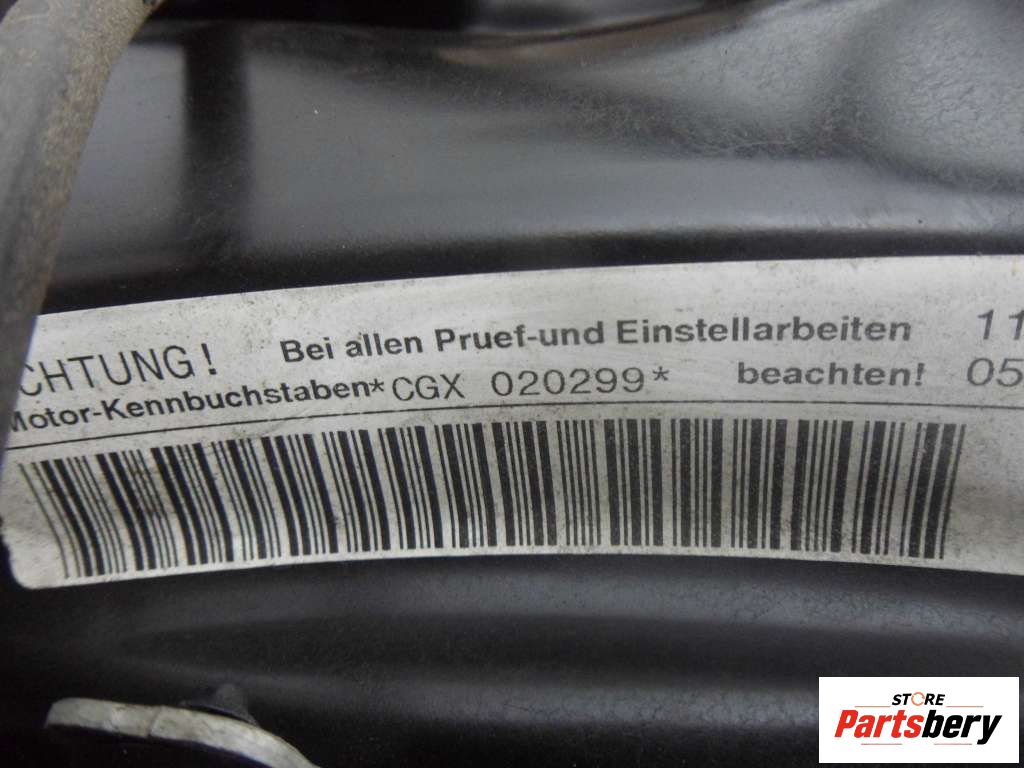 CHTUNG! Bei allen Pruef-und Einstellarbeiten 11
Motor-Kennbuchstaben*CGX 020299* beachten! 05
STORE
Partsbery